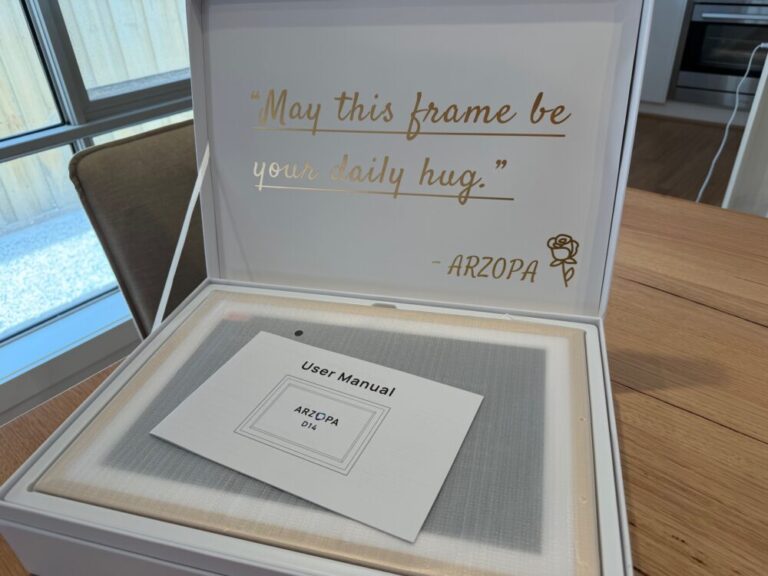 “May this frame be
your daily hug.”
- ARZOPA
User Manual
ARZOPA
D14